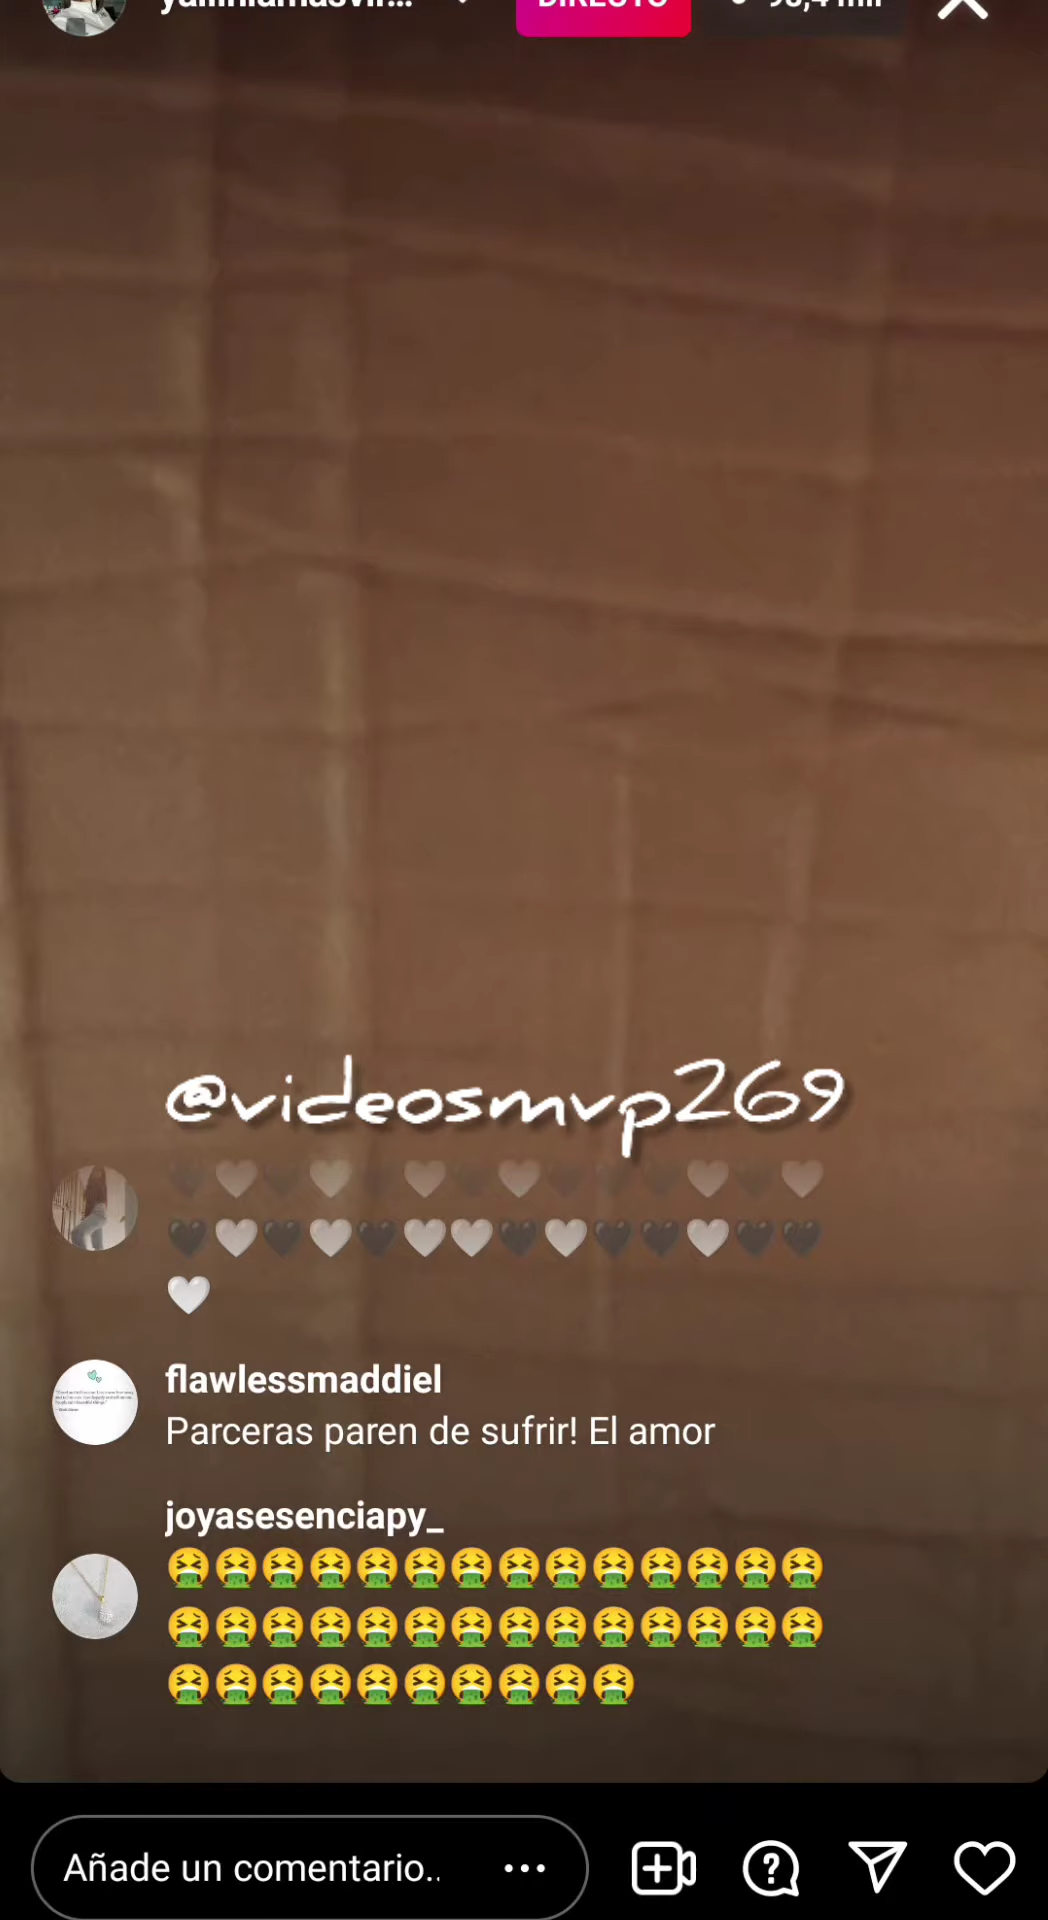 DIRECTO
@videosmvp269
flawlessmaddiel
Parceras paren de sufrir! El amor
joyasesenciapy_
Añade un comentario..